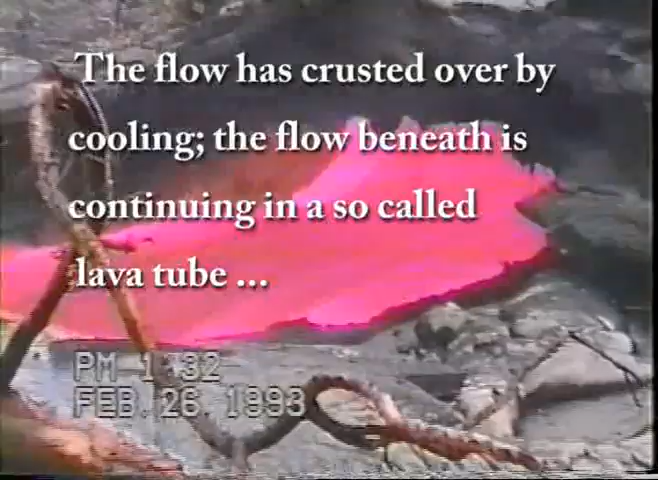 The flow has crusted over by
cooling; the flow beneath is
continuing in a so called
lava tube ...
PM 1:32
FEB. 26. 1993